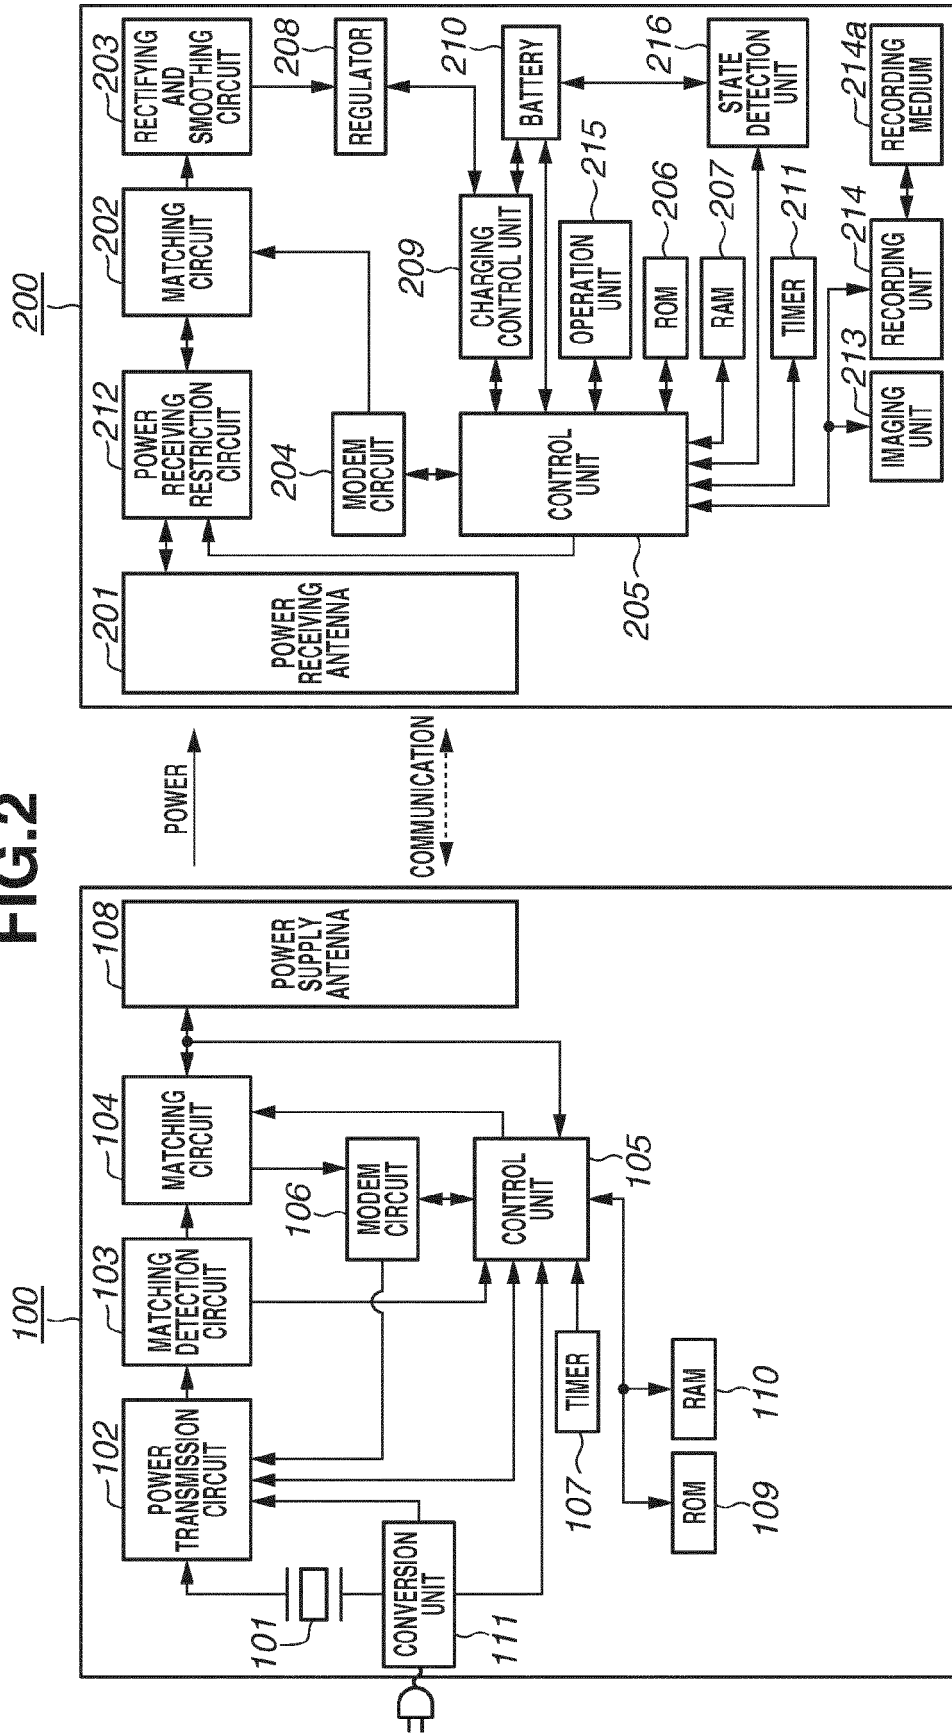 FIG.2
100
101
102
POWER
TRANSMISSION
CIRCUIT
103
MATCHING
DETECTION
CIRCUIT
104
MATCHING
CIRCUIT
108
POWER
SUPPLY
ANTENNA
106
MODEM
CIRCUIT
CONTROL
UNIT
105
CONVERSION
UNIT
111
TIMER
107
ROM
109
RAM
110
POWER
COMMUNICATION
200
201
POWER
RECEIVING
ANTENNA
212
POWER
RECEIVING
RESTRICTION
CIRCUIT
202
MATCHING
CIRCUIT
203
RECTIFYING
AND
SMOOTHING
CIRCUIT
204
MODEM
CIRCUIT
208
REGULATOR
209
CHARGING
CONTROL UNIT
210
BATTERY
CONTROL
UNIT
205
OPERATION
UNIT
215
ROM
206
RAM
207
TIMER
211
216
STATE
DETECTION
UNIT
213
IMAGING
UNIT
214
RECORDING
UNIT
214a
RECORDING
MEDIUM